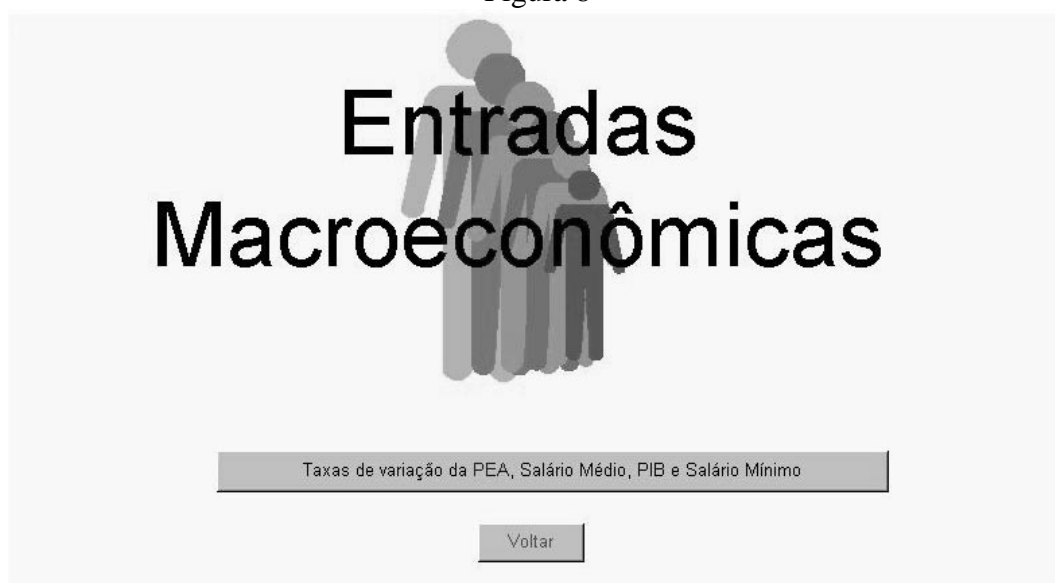 Entradas
Macroeconômicas
Taxas de variação da PEA, Salário Médio, PIB e Salário Mínimo
Voltar